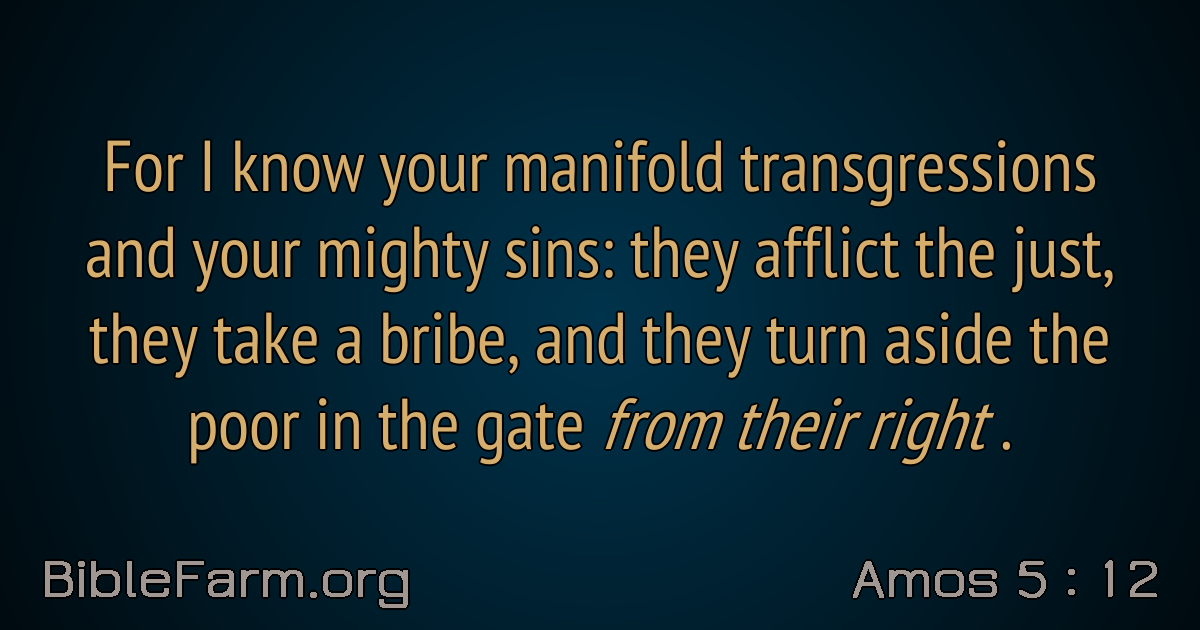 For I know your manifold transgressions
and your mighty sins: they afflict the just,
they take a bribe, and they turn aside the
poor in the gate from their right .
BibleFarm.org
Amos 5 : 12